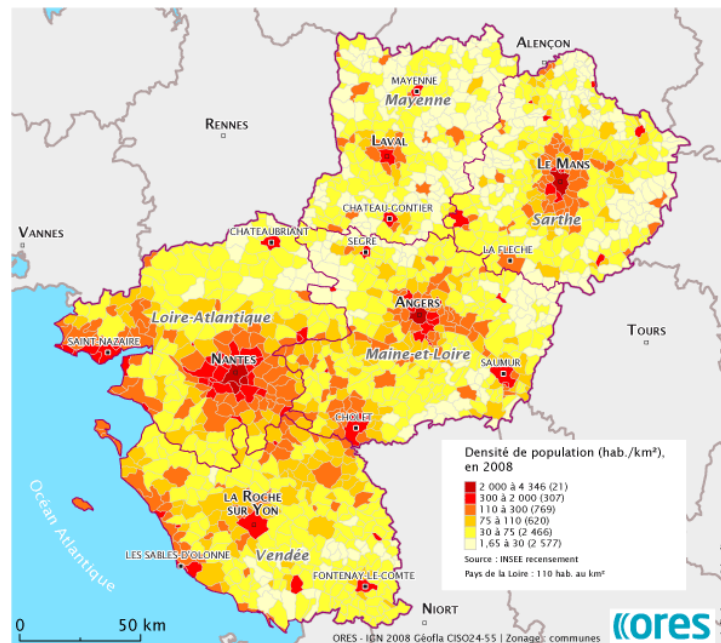 ALENÇON
MAYENNE
Mayenne
RENNES
LAVAL
LE MANS
CHATEAU-GONTIER
Sarthe
VANNES
CHATEAUBRIANT
SEGRE
LA FLECHE
ANGERS
Loire-Atlantique
TOURS
SAINT-NAZAIRE
Maine-et-Loire
NANTES
SAUMUR
CHOLET
Densité de population (hab./km²),
en 2008
2 000 à 4 346 (21)
300 à 2 000 (307)
110 à 300 (769)
75 à 110 (620)
30 à 75 (2 466)
1,65 à 30 (2 577)
Source : INSEE recensement
Pays de la Loire : 110 hab. au km²
Océan Atlantique
LA ROCHE
SUR YON
LES SABLES-D'OLONNE
Vendée
FONTENAY-LE-COMTE
NIORT
0 50 km
ores
ORES - IGN 2008 Géofla CISO24-55 | Zonage : communes